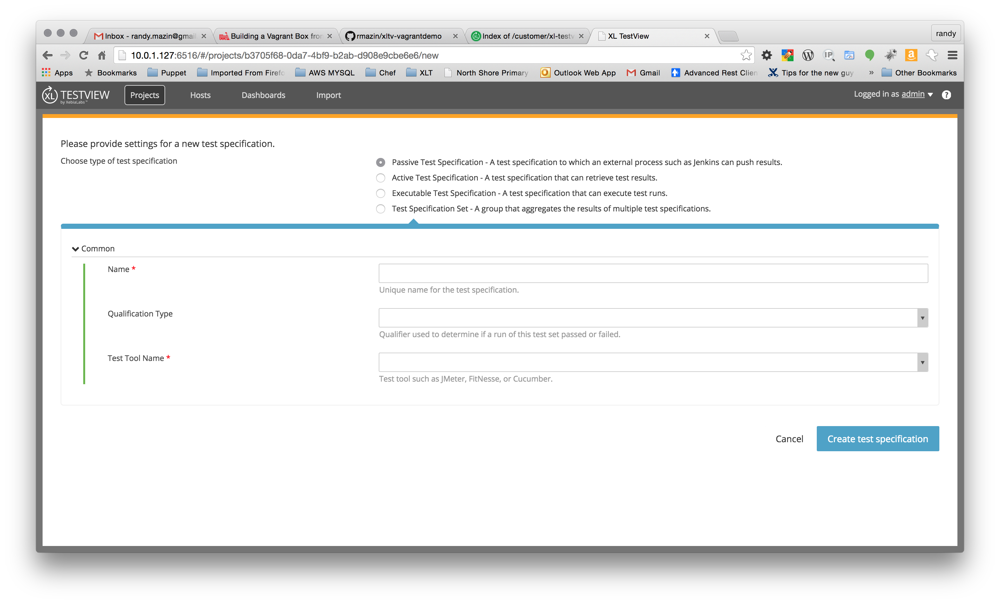 Inbox - randy.mazin@gmail
Building a Vagrant Box from
rmazin/xltv-vagrantdemo
Index of /customer/xl-testv
XL TestView
randy
10.0.1.127:6516/#/projects/b3705f68-0da7-4bf9-b2ab-d908e9cbe6e6/new
IP
Apps
Bookmarks
Puppet
Imported From Firefo
AWS MYSQL
Chef
XLT
North Shore Primary
Outlook Web App
Gmail
Advanced Rest Clien
Tips for the new guy
»
Other Bookmarks
XL TESTVIEW
by XebiaLabs™
Projects
Hosts
Dashboards
Import
Logged in as admin
?
Please provide settings for a new test specification.
Choose type of test specification
Passive Test Specification - A test specification to which an external process such as Jenkins can push results.
Active Test Specification - A test specification that can retrieve test results.
Executable Test Specification - A test specification that can execute test runs.
Test Specification Set - A group that aggregates the results of multiple test specifications.
Common
Name *
Unique name for the test specification.
Qualification Type
Qualifier used to determine if a run of this test set passed or failed.
Test Tool Name *
Test tool such as JMeter, FitNesse, or Cucumber.
Cancel
Create test specification